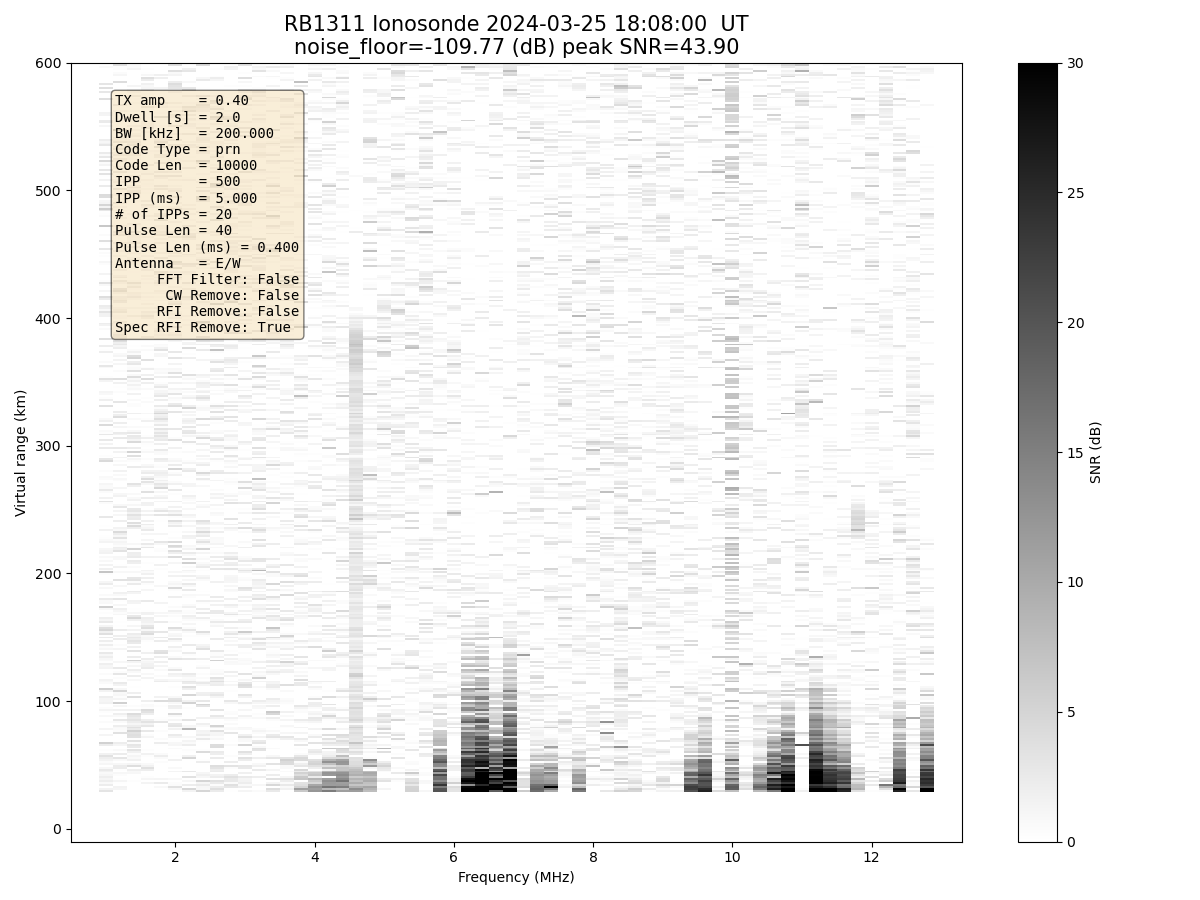 RB1311 Ionosonde 2024-03-25 18:08:00  UT
noise_floor=-109.77 (dB) peak SNR=43.90
TX amp    = 0.40
Dwell [s] = 2.0
BW [kHz]  = 200.000
Code Type = prn
Code Len  = 10000
IPP       = 500
IPP (ms)  = 5.000
# of IPPs = 20
Pulse Len = 40
Pulse Len (ms) = 0.400
Antenna   = E/W
FFT Filter: False
CW Remove: False
RFI Remove: False
Spec RFI Remove: True
600
500
400
300
200
100
0
Virtual range (km)
2
4
6
8
10
12
Frequency (MHz)
30
25
20
15
10
5
0
SNR (dB)